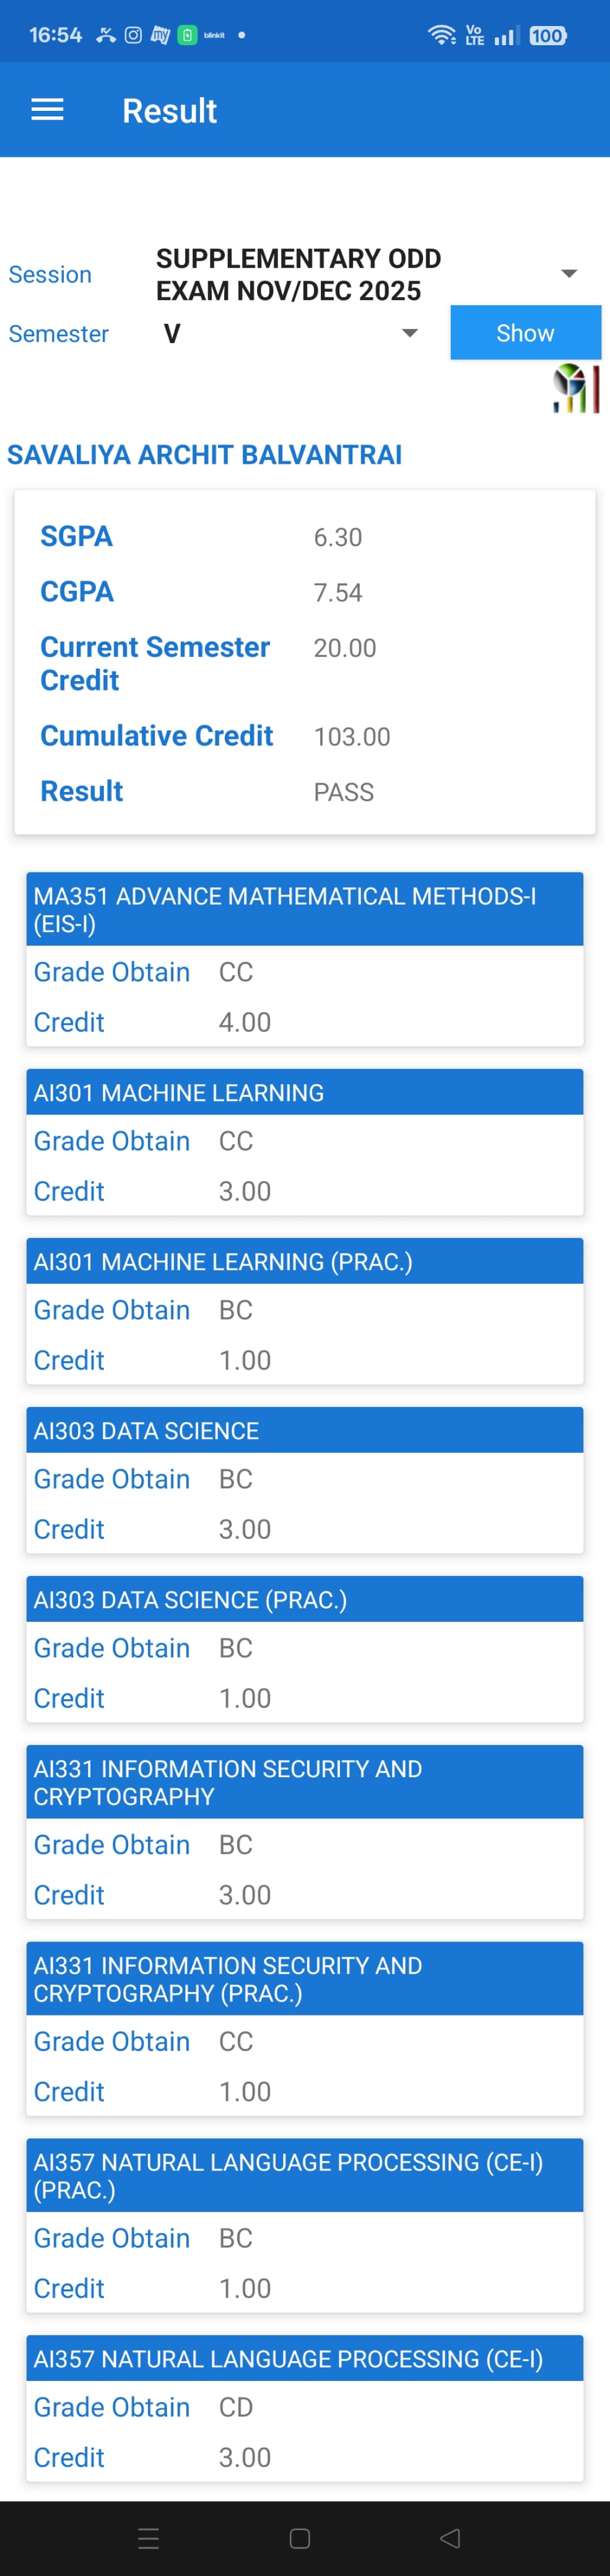 16:54
my
blinkit
Vo
LTE
100
Result
Session
SUPPLEMENTARY ODD
EXAM NOV/DEC 2025
Semester
V
Show
SAVALIYA ARCHIT BALVANTRAI
SGPA 6.30
CGPA 7.54
Current Semester 20.00
Credit
Cumulative Credit 103.00
Result PASS
MA351 ADVANCE MATHEMATICAL METHODS-I
(EIS-I)
Grade Obtain CC
Credit 4.00
AI301 MACHINE LEARNING
Grade Obtain CC
Credit 3.00
AI301 MACHINE LEARNING (PRAC.)
Grade Obtain BC
Credit 1.00
AI303 DATA SCIENCE
Grade Obtain BC
Credit 3.00
AI303 DATA SCIENCE (PRAC.)
Grade Obtain BC
Credit 1.00
AI331 INFORMATION SECURITY AND
CRYPTOGRAPHY
Grade Obtain BC
Credit 3.00
AI331 INFORMATION SECURITY AND
CRYPTOGRAPHY (PRAC.)
Grade Obtain CC
Credit 1.00
AI357 NATURAL LANGUAGE PROCESSING (CE-I)
(PRAC.)
Grade Obtain BC
Credit 1.00
AI357 NATURAL LANGUAGE PROCESSING (CE-I)
Grade Obtain CD
Credit 3.00